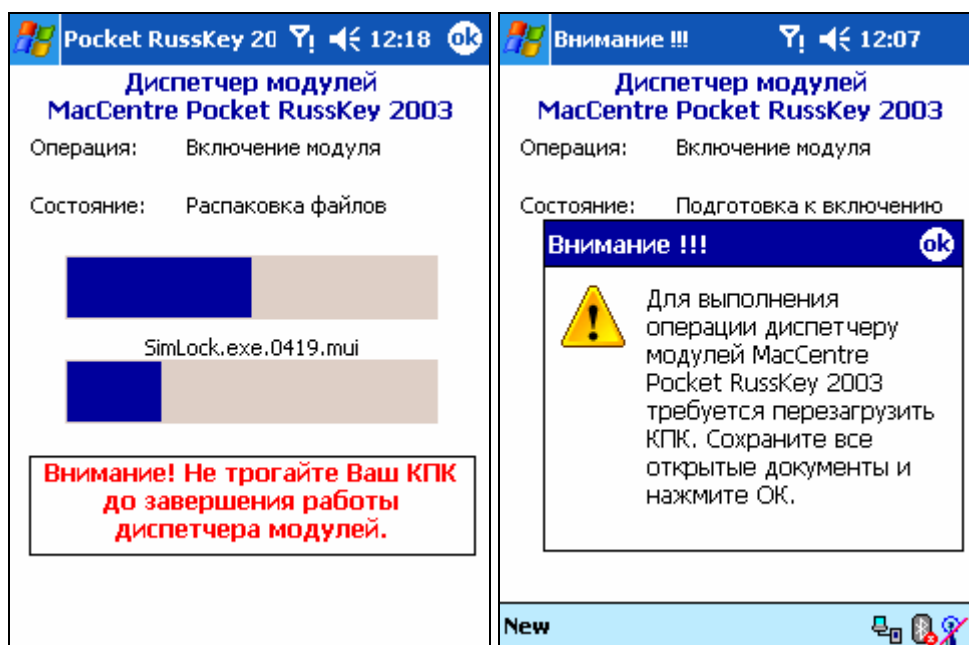 Pocket RussKey 20 12:18 ok
Диспетчер модулей
MacCentre Pocket RussKey 2003
Операция: Включение модуля
Состояние: Распаковка файлов
SimLock.exe.0419.mui
Внимание! Не трогайте Ваш КПК
до завершения работы
диспетчера модулей.
Внимание !!! 12:07
Диспетчер модулей
MacCentre Pocket RussKey 2003
Операция: Включение модуля
Состояние: Подготовка к включению
Внимание !!! ok
Для выполнения
операции диспетчеру
модулей MacCentre
Pocket RussKey 2003
требуется перезагрузить
КПК. Сохраните все
открытые документы и
нажмите ОК.
New